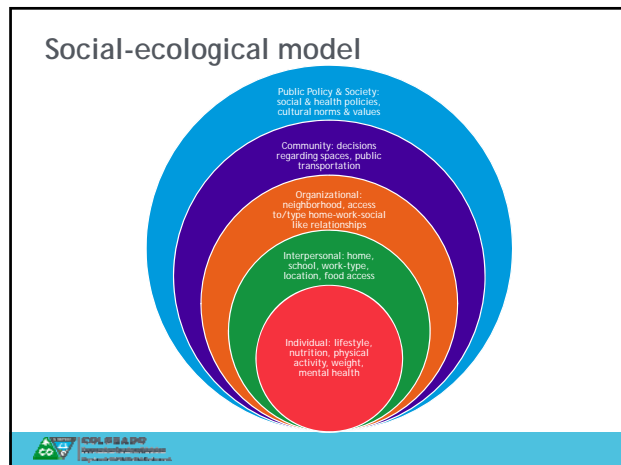 Social-ecological model
Public Policy & Society:
social & health policies,
cultural norms & values
Community: decisions
regarding spaces, public
transportation
Organizational:
neighborhood, access
to/type home-work-social
like relationships
Interpersonal: home,
school, work-type,
location, food access
Individual: lifestyle,
nutrition, physical
activity, weight,
mental health
CO
COLORADO